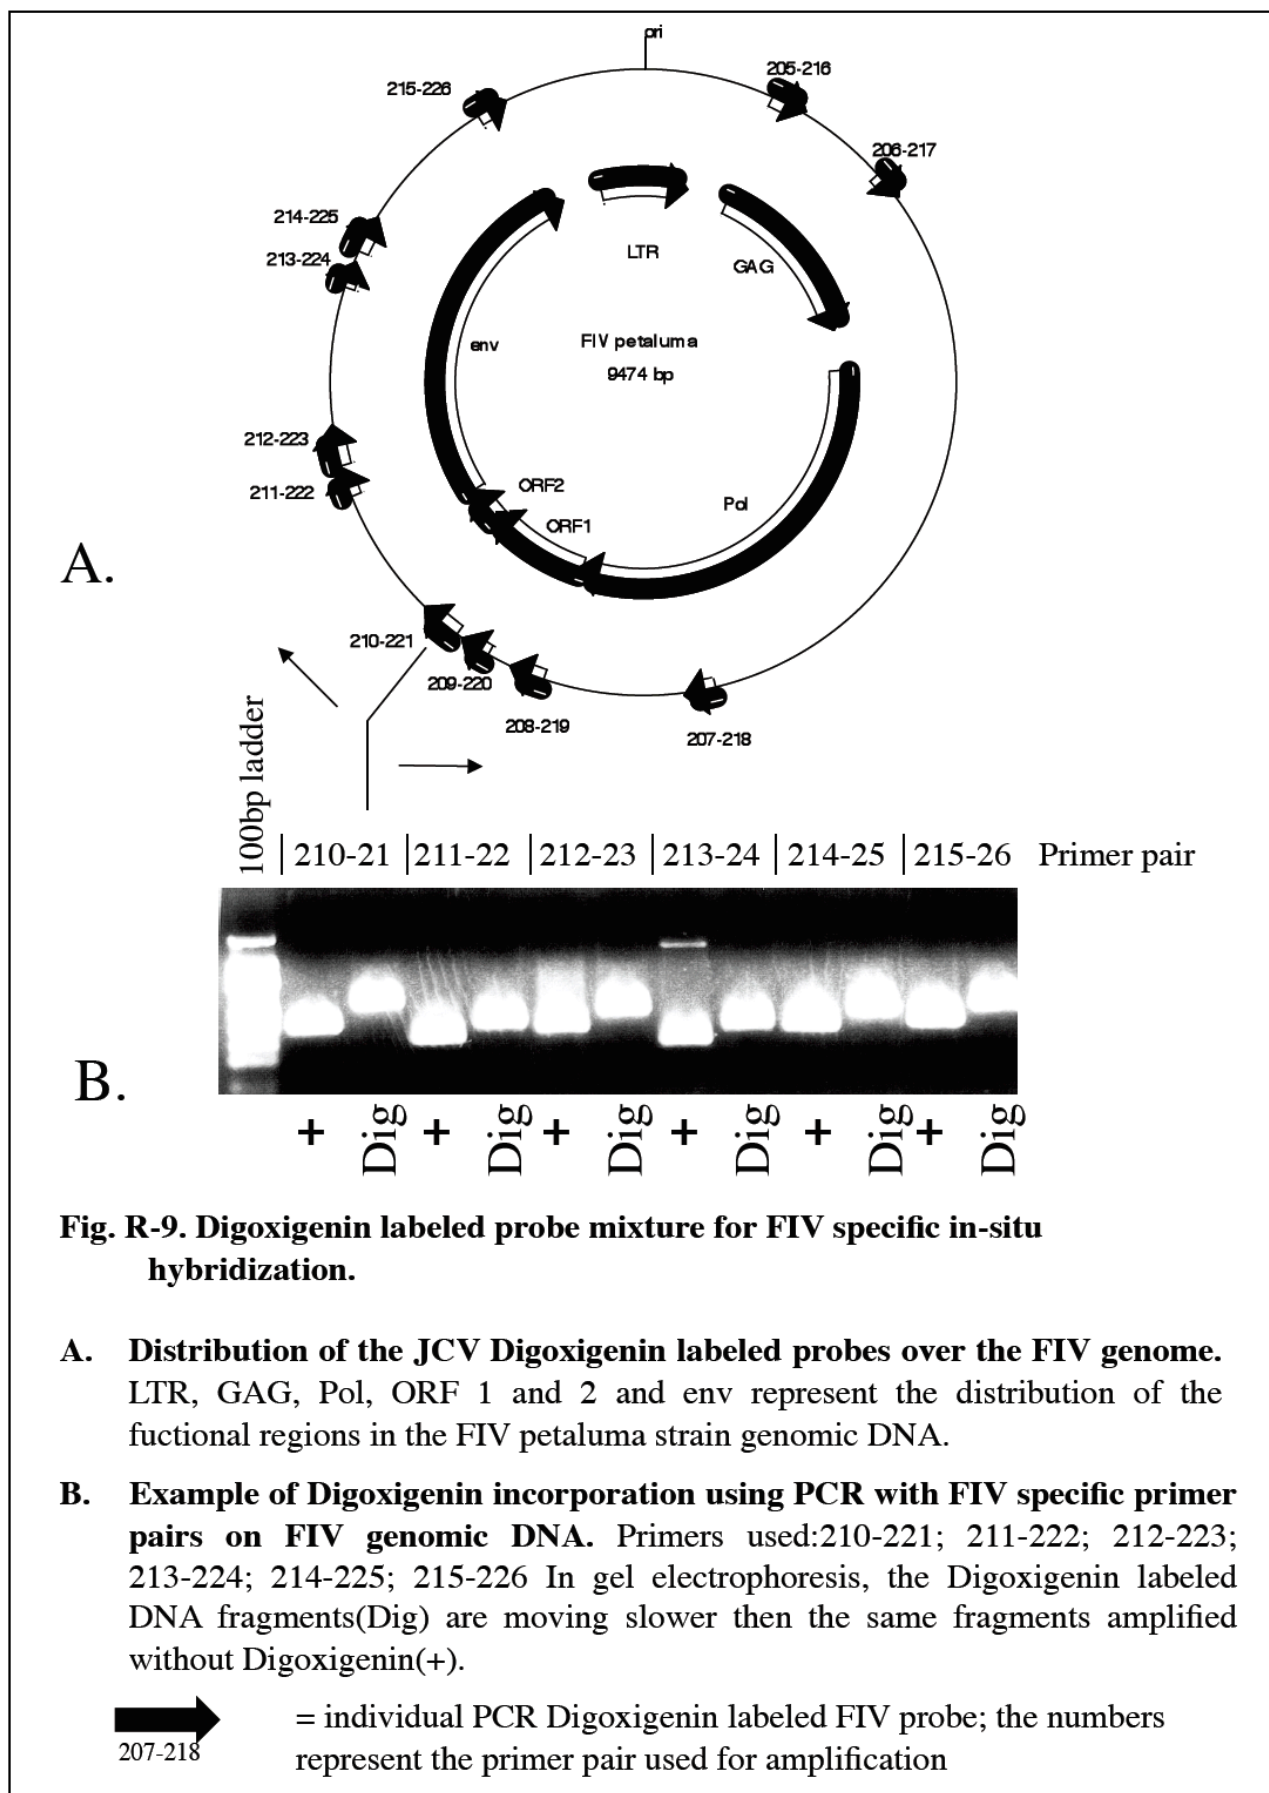 ori
215-226
205-216
206-217
214-225
213-224
LTR
GAG
env
FIV petaluma
9474 bp
212-223
211-222
ORF2
ORF1
Pol
A.
210-221
209-220
208-219
207-218
100bp ladder
210-21 211-22 212-23 213-24 214-25 215-26 Primer pair
B.
+ Dig + Dig + Dig + Dig + Dig + Dig
Fig. R-9. Digoxigenin labeled probe mixture for FIV specific in-situ
hybridization.
A. Distribution of the JCV Digoxigenin labeled probes over the FIV genome.
LTR, GAG, Pol, ORF 1 and 2 and env represent the distribution of the
fuctional regions in the FIV petaluma strain genomic DNA.
B. Example of Digoxigenin incorporation using PCR with FIV specific primer
pairs on FIV genomic DNA. Primers used:210-221; 211-222; 212-223;
213-224; 214-225; 215-226 In gel electrophoresis, the Digoxigenin labeled
DNA fragments(Dig) are moving slower then the same fragments amplified
without Digoxigenin(+).
= individual PCR Digoxigenin labeled FIV probe; the numbers
207-218
represent the primer pair used for amplification